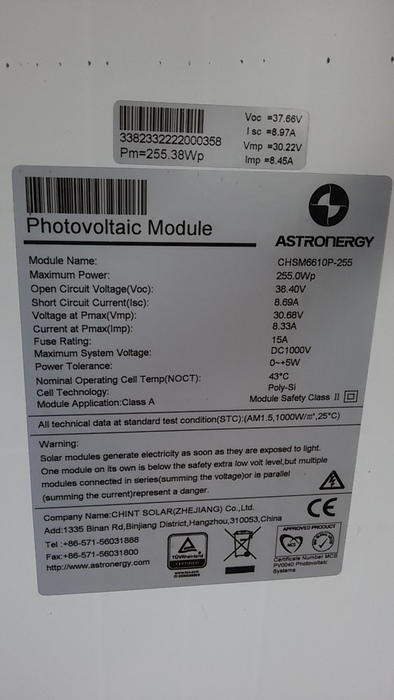 3382332222000358
Pm=255.38Wp
Voc =37.66V
Isc =8.97A
Vmp =30.22V
Imp =8.45A
Photovoltaic Module
ASTRONERGY
Module Name: CHSM6610P-255
Maximum Power: 255.0Wp
Open Circuit Voltage(Voc): 38.40V
Short Circuit Current(Isc): 8.69A
Voltage at Pmax(Vmp): 30.68V
Current at Pmax(Imp): 8.33A
Fuse Rating: 15A
Maximum System Voltage: DC1000V
Power Tolerance: 0~+5W
Nominal Operating Cell Temp(NOCT): 43°C
Cell Technology: Poly-Si
Module Application:Class A Module Safety Class II
All technical data at standard test condition(STC):(AM1.5,1000W/㎡,25°C)
Warning:
Solar modules generate electricity as soon as they are exposed to light.
One module on its own is below the safety extra low volt level,but multiple
modules connected in series(summing the voltage)or in parallel
(summing the current)represent a danger.
Company Name:CHINT SOLAR(ZHEJIANG) Co.,Ltd.
Add:1335 Binan Rd,Binjiang District,Hangzhou,310053,China
Tel :+86-571-56031888
Fax:+86-571-56031800
http://www.astronergy.com
CE
TÜVRheinland
CERTIFIED
APPROVED PRODUCT
MCS
Certificate Number MCS
PV0040 Photovoltaic
Systems